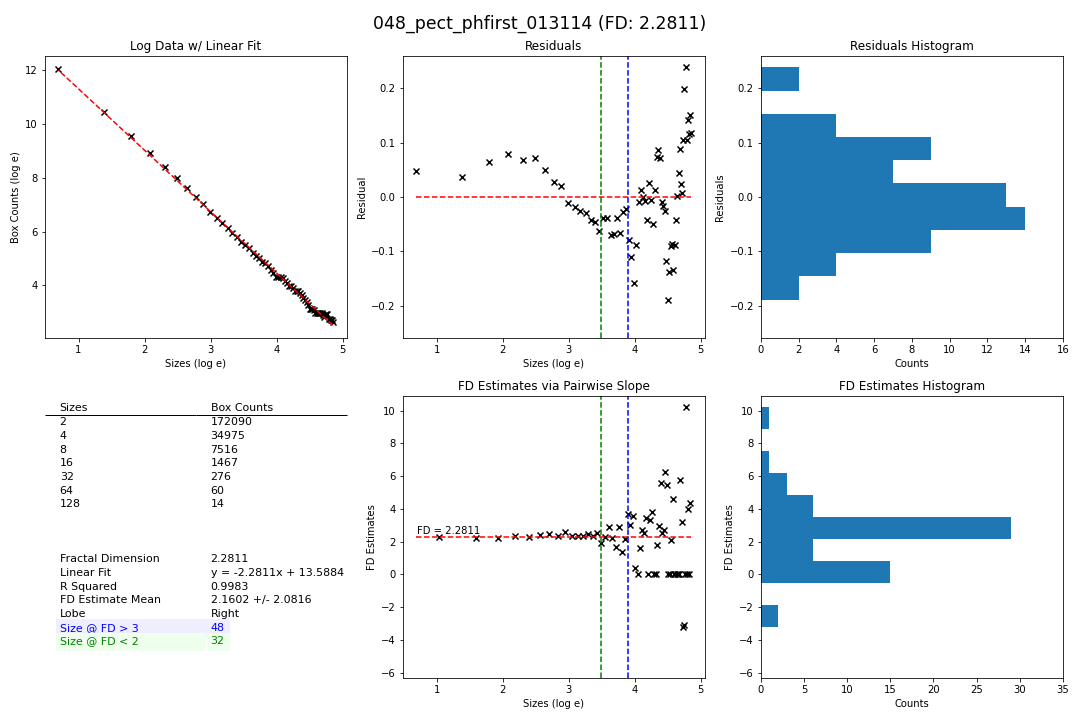 048_pect_phfirst_013114 (FD: 2.2811)
Log Data w/ Linear Fit
Box Counts (log e)
12
10
8
6
4
1 2 3 4 5
Sizes (log e)
Residuals
Residual
0.2
0.1
0.0
−0.1
−0.2
1 2 3 4 5
Sizes (log e)
Residuals Histogram
Residuals
0.2
0.1
0.0
−0.1
−0.2
0 2 4 6 8 10 12 14 16
Counts
Sizes Box Counts
2 172090
4 34975
8 7516
16 1467
32 276
64 60
128 14
Fractal Dimension 2.2811
Linear Fit y = -2.2811x + 13.5884
R Squared 0.9983
FD Estimate Mean 2.1602 +/- 2.0816
Lobe Right
Size @ FD > 3 48
Size @ FD < 2 32
FD Estimates via Pairwise Slope
FD Estimates
10
8
6
4
2
0
−2
−4
−6
FD = 2.2811
1 2 3 4 5
Sizes (log e)
FD Estimates Histogram
FD Estimates
10
8
6
4
2
0
−2
−4
−6
0 5 10 15 20 25 30 35
Counts